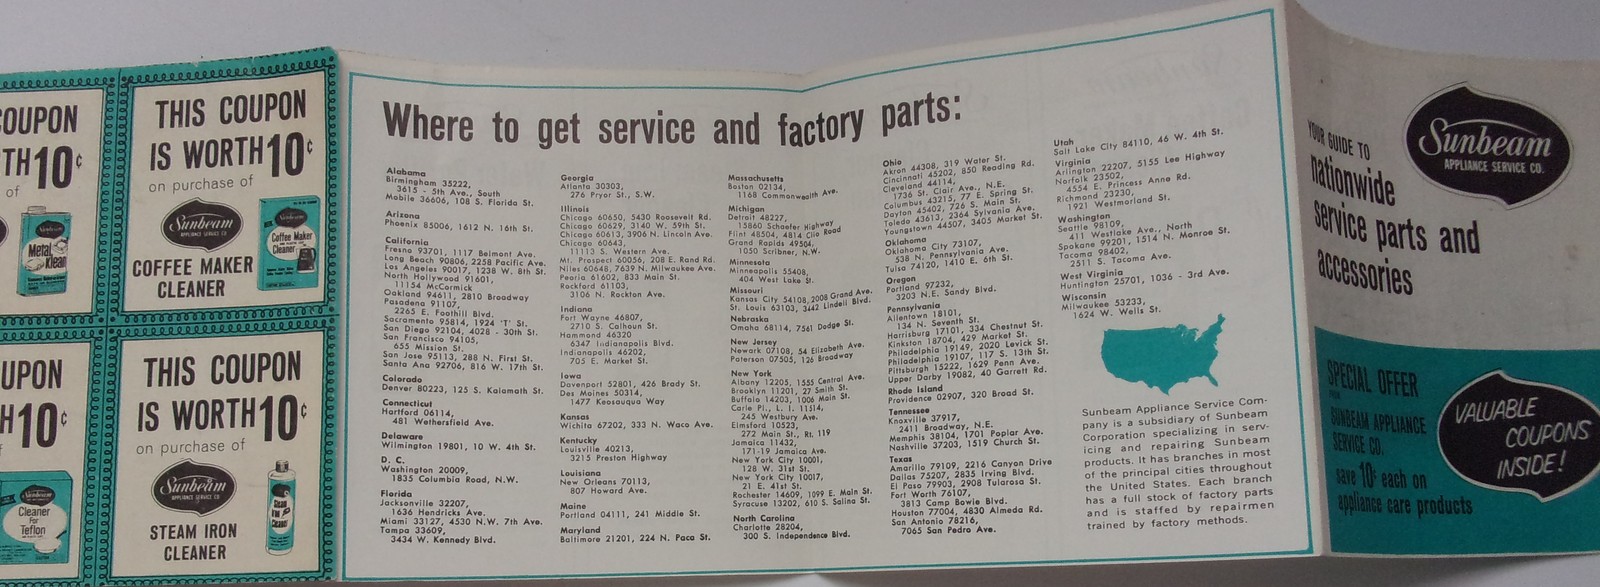 COUPON
TH 10¢
of
Sunbeam
Metal
Klean
THIS COUPON
IS WORTH 10¢
on purchase of
Sunbeam
APPLIANCE SERVICE CO.
COFFEE MAKER
CLEANER
Sunbeam
Coffee Maker
Cleaner
UPON
H 10¢
Sunbeam
Cleaner
For
Teflon
THIS COUPON
IS WORTH 10¢
on purchase of
Sunbeam
APPLIANCE SERVICE CO.
STEAM IRON
CLEANER
Where to get service and factory parts:
Alabama
Birmingham 35222,
3615 - 5th Ave., South
Mobile 36606, 108 S. Florida St.
Arizona
Phoenix 85006, 1612 N. 16th St.
California
Fresno 93701, 1117 Belmont Ave.
Long Beach 90806, 2258 Pacific Ave.
Los Angeles 90017, 1238 W. 8th St.
North Hollywood 91601,
11154 McCormick
Oakland 94611, 2810 Broadway
Pasadena 91107,
2265 E. Foothill Blvd.
Sacramento 95814, 1924 'T' St.
San Diego 92104, 4028 - 30th St.
San Francisco 94105,
655 Mission St.
San Jose 95113, 288 N. First St.
Santa Ana 92706, 816 W. 17th St.
Colorado
Denver 80223, 125 S. Kalamath St.
Connecticut
Hartford 06114,
481 Wethersfield Ave.
Delaware
Wilmington 19801, 10 W. 4th St.
D. C.
Washington 20009,
1835 Columbia Road, N.W.
Florida
Jacksonville 32207,
1636 Hendricks Ave.
Miami 33127, 4530 N.W. 7th Ave.
Tampa 33609,
3434 W. Kennedy Blvd.
Georgia
Atlanta 30303,
276 Pryor St., S.W.
Illinois
Chicago 60650, 5430 Roosevelt Rd.
Chicago 60629, 3140 W. 59th St.
Chicago 60613, 3906 N. Lincoln Ave.
Chicago 60643,
11113 S. Western Ave.
Mt. Prospect 60056, 208 E. Rand Rd.
Niles 60648, 7639 N. Milwaukee Ave.
Peoria 61602, 833 Main St.
Rockford 61103,
3106 N. Rockton Ave.
Indiana
Fort Wayne 46807,
2710 S. Calhoun St.
Hammond 46320
6347 Indianapolis Blvd.
Indianapolis 46202,
705 E. Market St.
Iowa
Davenport 52801, 426 Brady St.
Des Moines 50314,
1477 Keosauqua Way
Kansas
Wichita 67202, 333 N. Waco Ave.
Kentucky
Louisville 40213,
3215 Preston Highway
Louisiana
New Orleans 70113,
807 Howard Ave.
Maine
Portland 04111, 241 Middle St.
Maryland
Baltimore 21201, 224 N. Paca St.
Massachusetts
Boston 02134,
1168 Commonwealth Ave.
Michigan
Detroit 48227,
15860 Schaefer Highway
Flint 48504, 4814 Clio Road
Grand Rapids 49504,
1050 Scribner, N.W.
Minnesota
Minneapolis 55408,
404 West Lake St.
Missouri
Kansas City 54108, 2008 Grand Ave.
St. Louis 63103, 3442 Lindell Blvd.
Nebraska
Omaha 68114, 7561 Dodge St.
New Jersey
Newark 07108, 54 Elizabeth Ave.
Paterson 07505, 126 Broadway
New York
Albany 12205, 1555 Central Ave.
Brooklyn 11201, 27 Smith St.
Buffalo 14203, 1006 Main St.
Carle Pl., L. I. 11514,
245 Westbury Ave.
Elmsford 10523,
272 Main St., Rt. 119
Jamaica 11432,
171-19 Jamaica Ave.
New York City 10001,
128 W. 31st St.
New York City 10017,
21 E. 41st St.
Rochester 14609, 1099 E. Main St.
Syracuse 13202, 610 S. Salina St.
North Carolina
Charlotte 28204,
300 S. Independence Blvd.
Ohio
Akron 44308, 319 Water St.
Cincinnati 45202, 850 Reading Rd.
Cleveland 44114,
1736 St. Clair Ave., N.E.
Columbus 43215, 77 E. Spring St.
Dayton 45402, 726 S. Main St.
Toledo 43613, 2364 Sylvania Ave.
Youngstown 44507, 3405 Market St.
Oklahoma
Oklahoma City 73107,
538 N. Pennsylvania Ave.
Tulsa 74120, 1410 E. 6th St.
Oregon
Portland 97232,
3203 N.E. Sandy Blvd.
Pennsylvania
Allentown 18101,
134 N. Seventh St.
Harrisburg 17101, 334 Chestnut St.
Kinkston 18704, 429 Market St.
Philadelphia 19149, 2020 Levick St.
Philadelphia 19107, 117 S. 13th St.
Pittsburgh 15222, 1629 Penn Ave.
Upper Darby 19082, 40 Garrett Rd.
Rhode Island
Providence 02907, 320 Broad St.
Tennessee
Knoxville 37917,
2411 Broadway, N.E.
Memphis 38104, 1701 Poplar Ave.
Nashville 37203, 1519 Church St.
Texas
Amarillo 79109, 2216 Canyon Drive
Dallas 75207, 2835 Irving Blvd.
El Paso 79903, 2908 Tularosa St.
Fort Worth 76107,
3813 Camp Bowie Blvd.
Houston 77004, 4830 Almeda Rd.
San Antonio 78216,
7065 San Pedro Ave.
Utah
Salt Lake City 84110, 46 W. 4th St.
Virginia
Arlington 22207, 5155 Lee Highway
Norfolk 23502,
4554 E. Princess Anne Rd.
Richmond 23230,
1921 Westmorland St.
Washington
Seattle 98109,
411 Westlake Ave., North
Spokane 99201, 1514 N. Monroe St.
Tacoma 98402,
2511 S. Tacoma Ave.
West Virginia
Huntington 25701, 1036 - 3rd Ave.
Wisconsin
Milwaukee 53233,
1624 W. Wells St.
Sunbeam Appliance Service Com-
pany is a subsidiary of Sunbeam
Corporation specializing in serv-
icing and repairing Sunbeam
products. It has branches in most
of the principal cities throughout
the United States. Each branch
has a full stock of factory parts
and is staffed by repairmen
trained by factory methods.
Sunbeam
APPLIANCE SERVICE CO.
YOUR GUIDE TO
nationwide
service parts and
accessories
SPECIAL OFFER
SUNBEAM APPLIANCE
SERVICE CO.
save 10¢ each on
appliance care products
VALUABLE
COUPONS
INSIDE!